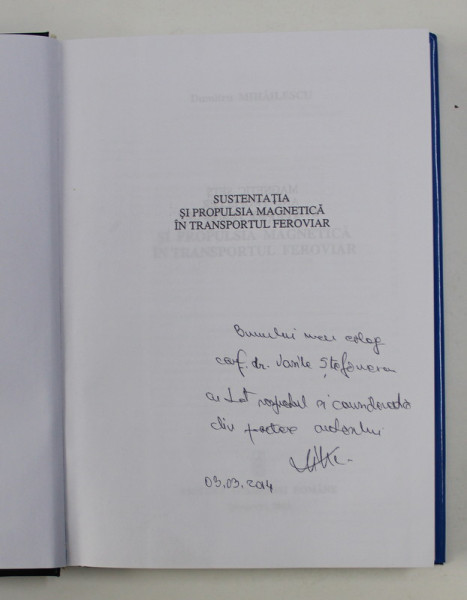 SUSTENTAȚIA
ȘI PROPULSIA MAGNETICĂ
ÎN TRANSPORTUL FEROVIAR
Bunului meu coleg
conf. dr. Vasile Ștefănescu
cu tot respectul și considerația
din partea autorului
03.03.2014